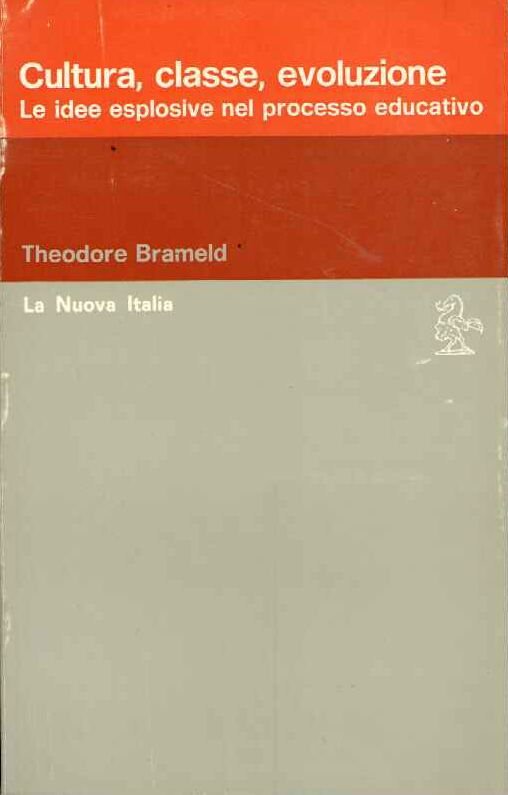 Cultura, classe, evoluzione
Le idee esplosive nel processo educativo
Theodore Brameld
La Nuova Italia